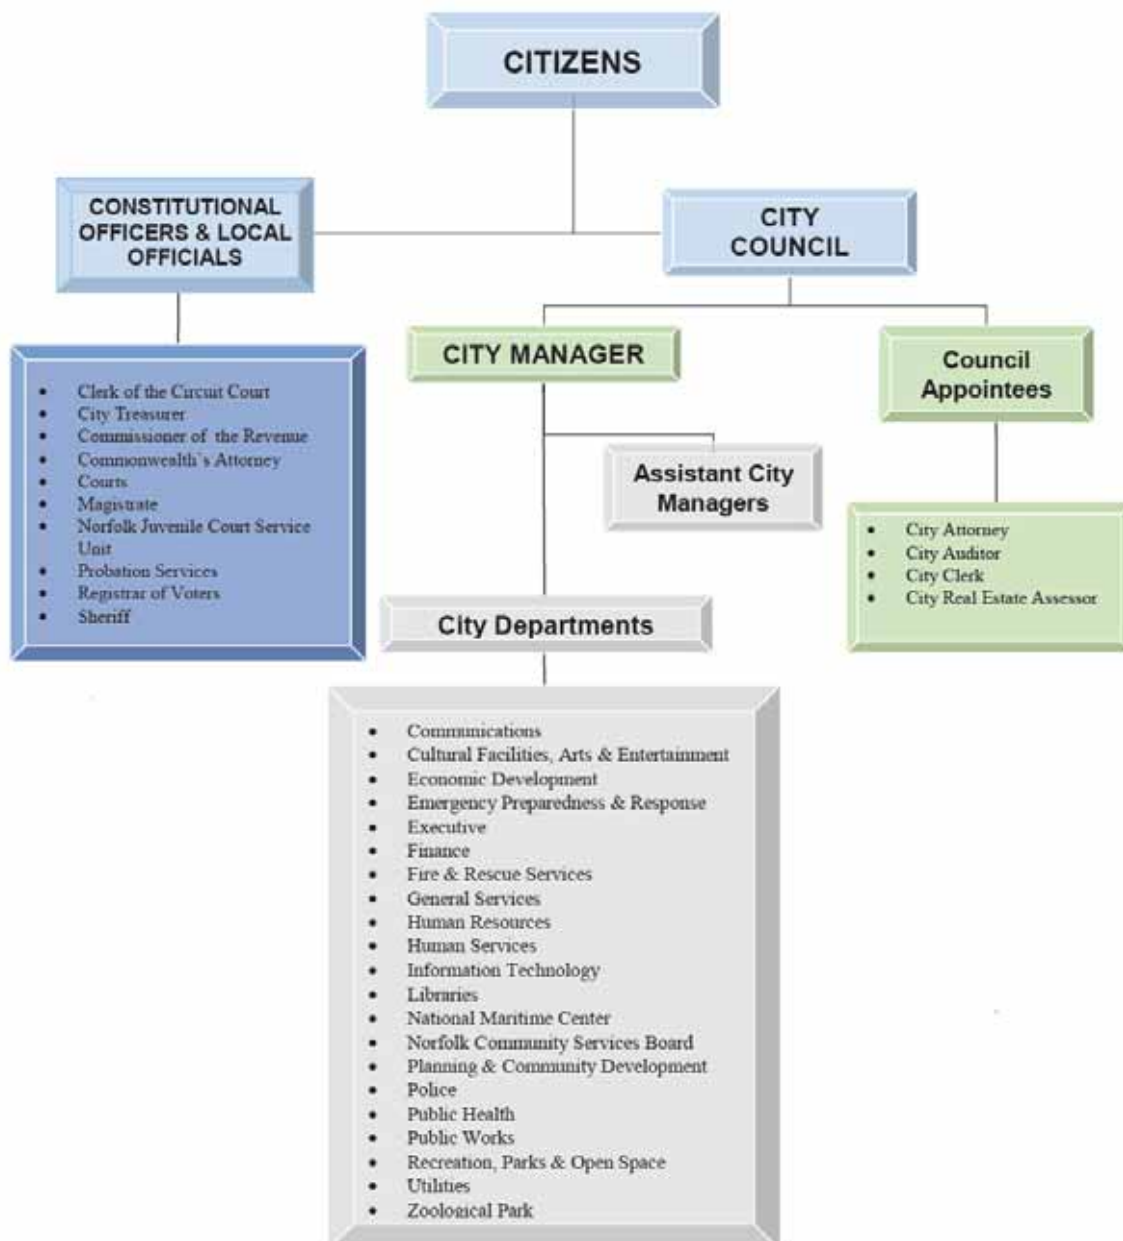 CITIZENS
CONSTITUTIONAL
OFFICERS & LOCAL
OFFICIALS
CITY
COUNCIL
CITY MANAGER
Council
Appointees
Assistant City
Managers
• Clerk of the Circuit Court
• City Treasurer
• Commissioner of the Revenue
• Commonwealth`s Attorney
• Courts
• Magistrate
• Norfolk Juvenile Court Service
Unit
• Probation Services
• Registrar of Voters
• Sheriff
• City Attorney
• City Auditor
• City Clerk
• City Real Estate Assessor
City Departments
• Communications
• Cultural Facilities, Arts & Entertainment
• Economic Development
• Emergency Preparedness & Response
• Executive
• Finance
• Fire & Rescue Services
• General Services
• Human Resources
• Human Services
• Information Technology
• Libraries
• National Maritime Center
• Norfolk Community Services Board
• Planning & Community Development
• Police
• Public Health
• Public Works
• Recreation, Parks & Open Space
• Utilities
• Zoological Park